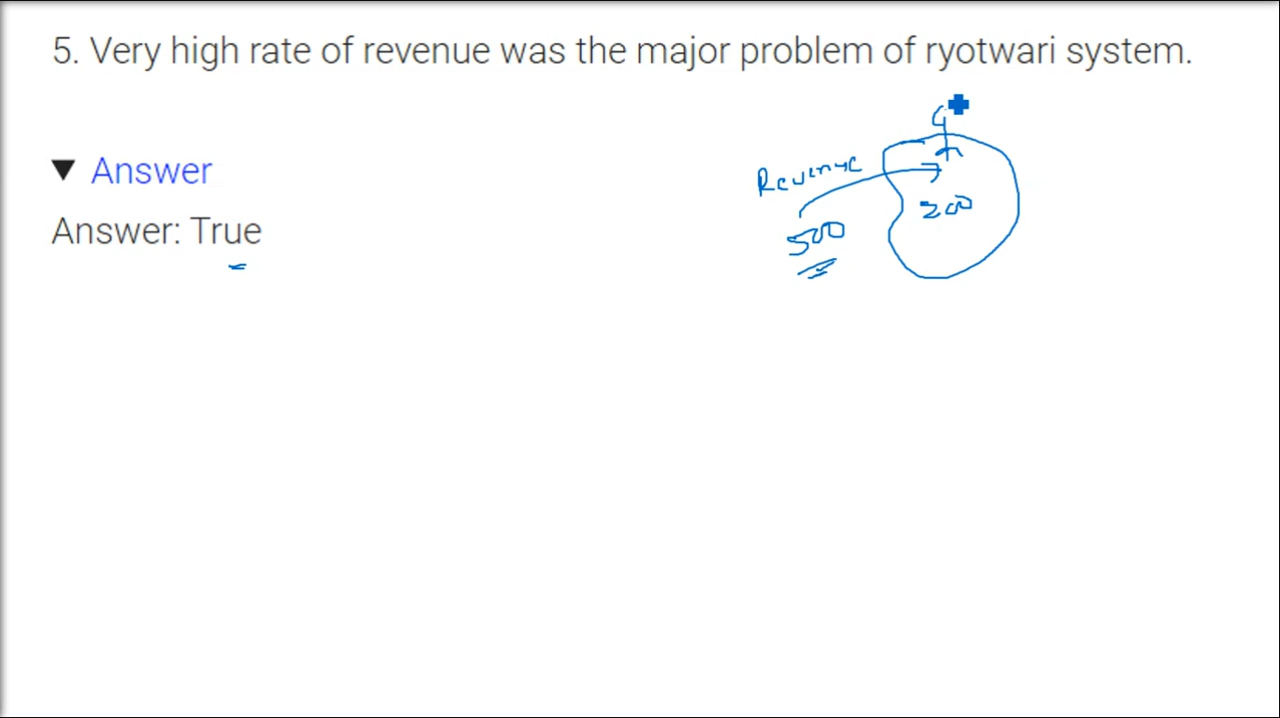 5. Very high rate of revenue was the major problem of ryotwari system.
Answer
Answer: True
Revenue
500
200